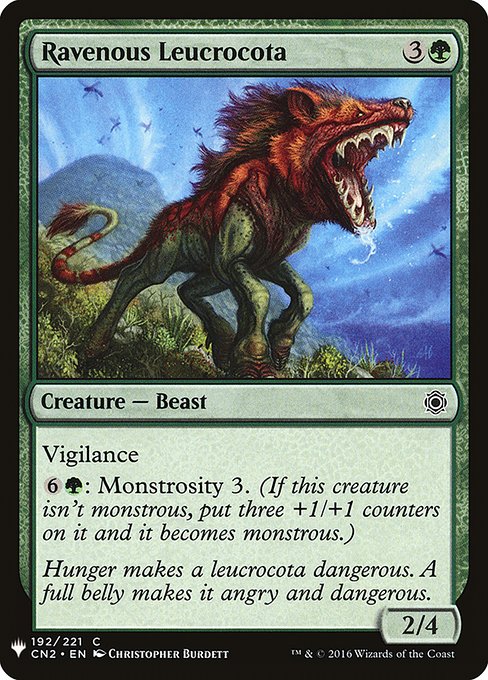 Ravenous Leucrocota 3
Creature — Beast
Vigilance
6: Monstrosity 3. (If this creature
isn't monstrous, put three +1/+1 counters
on it and it becomes monstrous.)
Hunger makes a leucrocota dangerous. A
full belly makes it angry and dangerous.
2/4
192/221 C
CN2 • EN Christopher Burdett
™ & © 2016 Wizards of the Coast